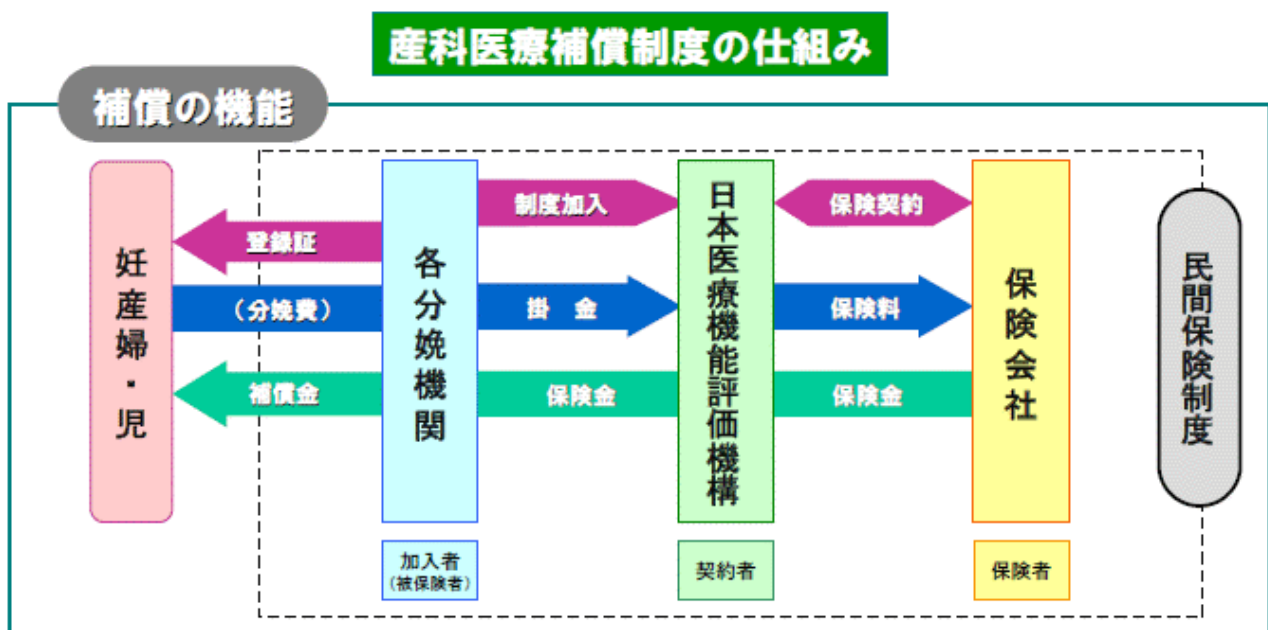 産科医療補償制度の仕組み
補償の機能
妊産婦・児
登録証
(分娩費)
補償金
各分娩機関
制度加入
掛 金
保険金
日本医療機能評価機構
保険契約
保険料
保険金
保険会社
民間保険制度
加入者
(被保険者)
契約者
保険者